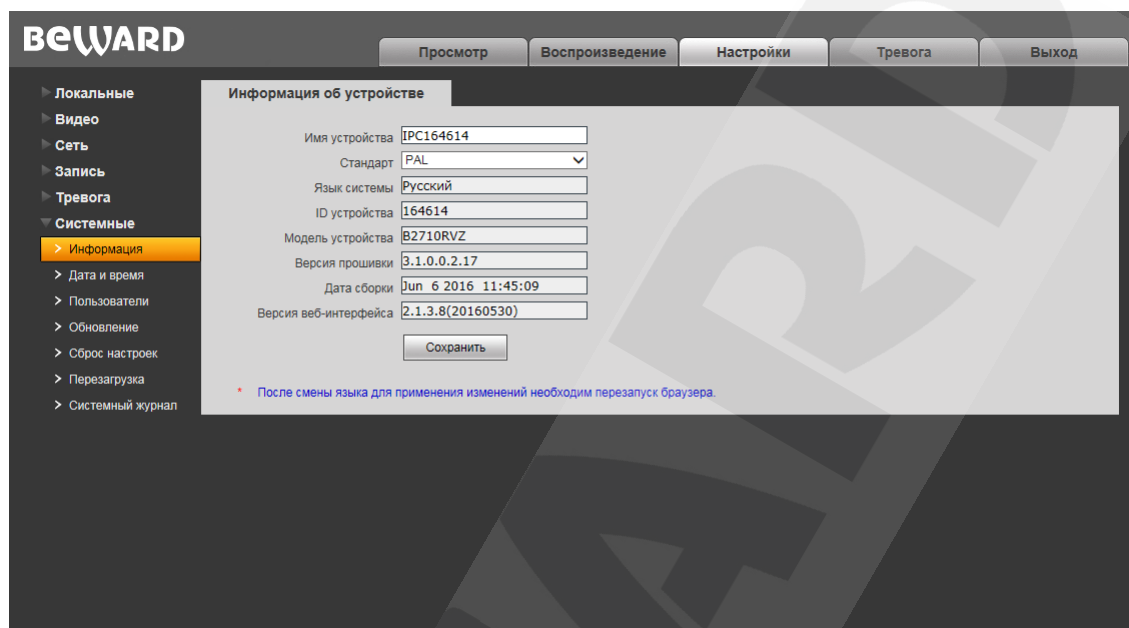 BEWARD
Просмотр Воспроизведение Настройки Тревога Выход
Локальные
Видео
Сеть
Запись
Тревога
Системные
Информация
Дата и время
Пользователи
Обновление
Сброс настроек
Перезагрузка
Системный журнал
Информация об устройстве
Имя устройства IPC164614
Стандарт PAL
Язык системы Русский
ID устройства 164614
Модель устройства B2710RVZ
Версия прошивки 3.1.0.0.2.17
Дата сборки Jun 6 2016 11:45:09
Версия веб-интерфейса 2.1.3.8(20160530)
Сохранить
* После смены языка для применения изменений необходим перезапуск браузера.